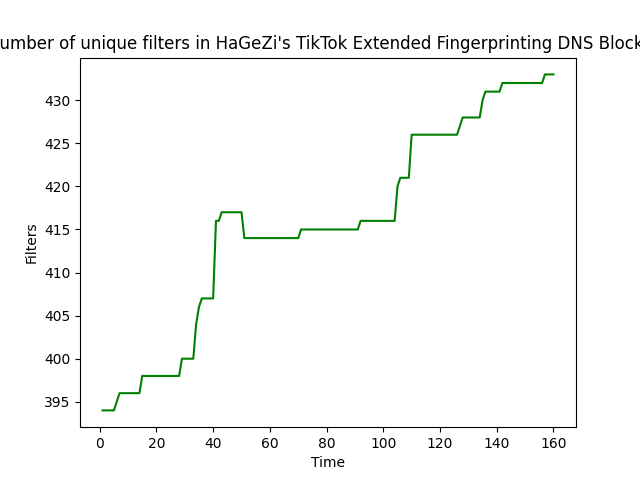 umber of unique filters in HaGeZi's TikTok Extended Fingerprinting DNS Block
430
425
420
415
410
405
400
395
Filters
0 20 40 60 80 100 120 140 160
Time